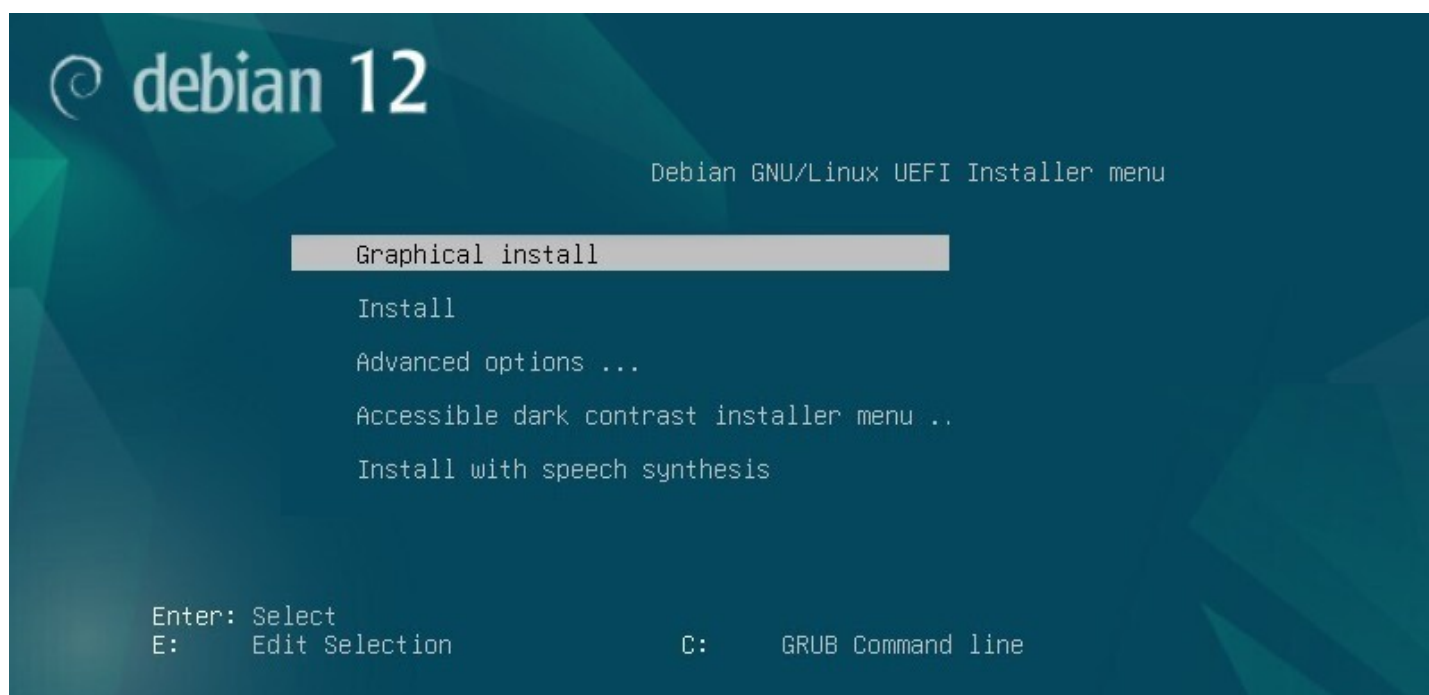 debian 12
Debian GNU/Linux UEFI Installer menu
Graphical install
Install
Advanced options ...
Accessible dark contrast installer menu ..
Install with speech synthesis
Enter: Select
E: Edit Selection C: GRUB Command line